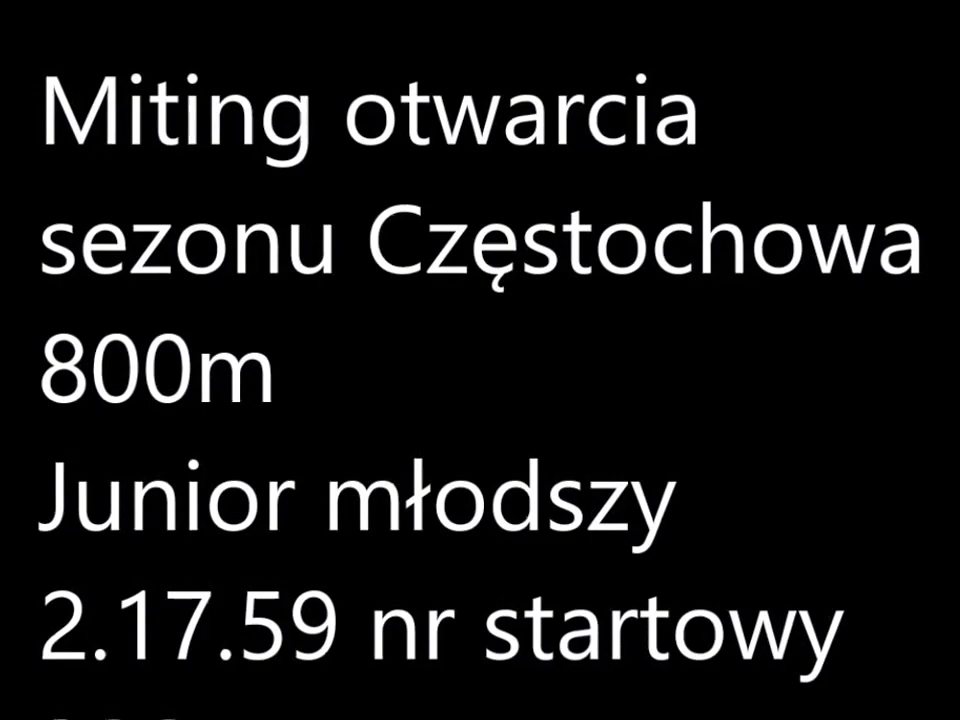 Miting otwarcia
sezonu Częstochowa
800m
Junior młodszy
2.17.59 nr startowy